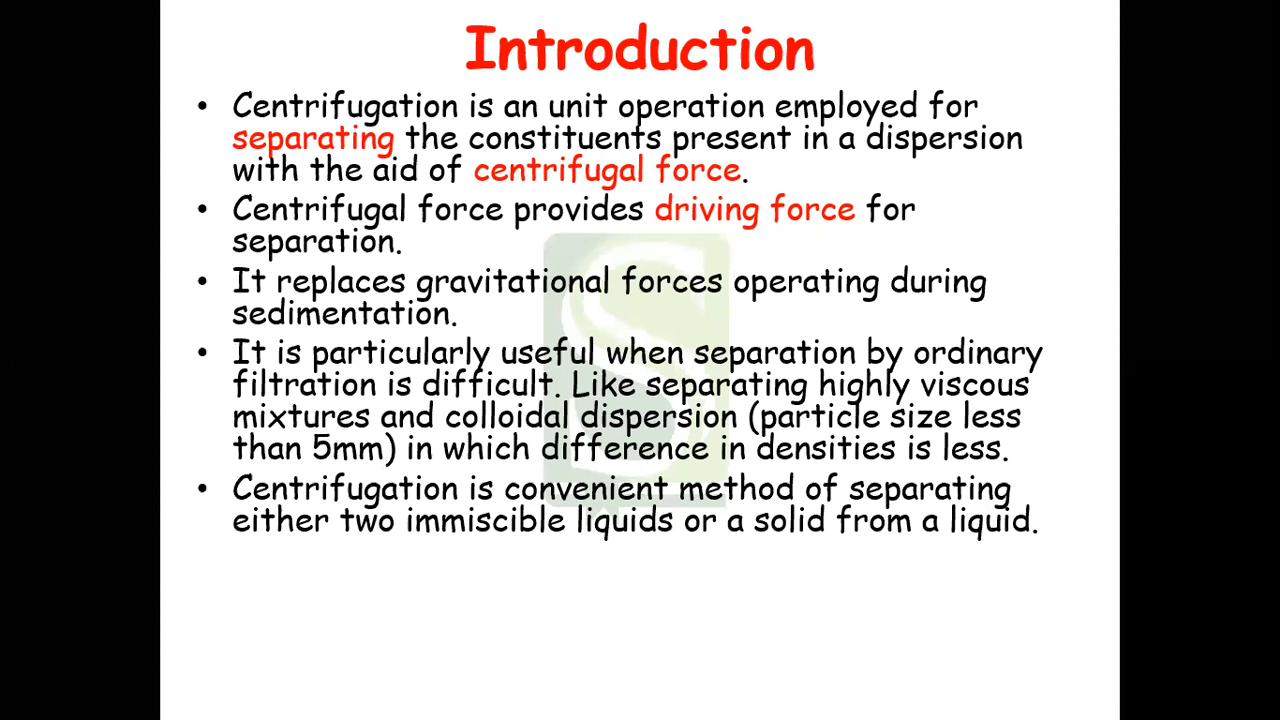 Introduction
• Centrifugation is an unit operation employed for
separating the constituents present in a dispersion
with the aid of centrifugal force.
• Centrifugal force provides driving force for
separation.
• It replaces gravitational forces operating during
sedimentation.
• It is particularly useful when separation by ordinary
filtration is difficult. Like separating highly viscous
mixtures and colloidal dispersion (particle size less
than 5mm) in which difference in densities is less.
• Centrifugation is convenient method of separating
either two immiscible liquids or a solid from a liquid.